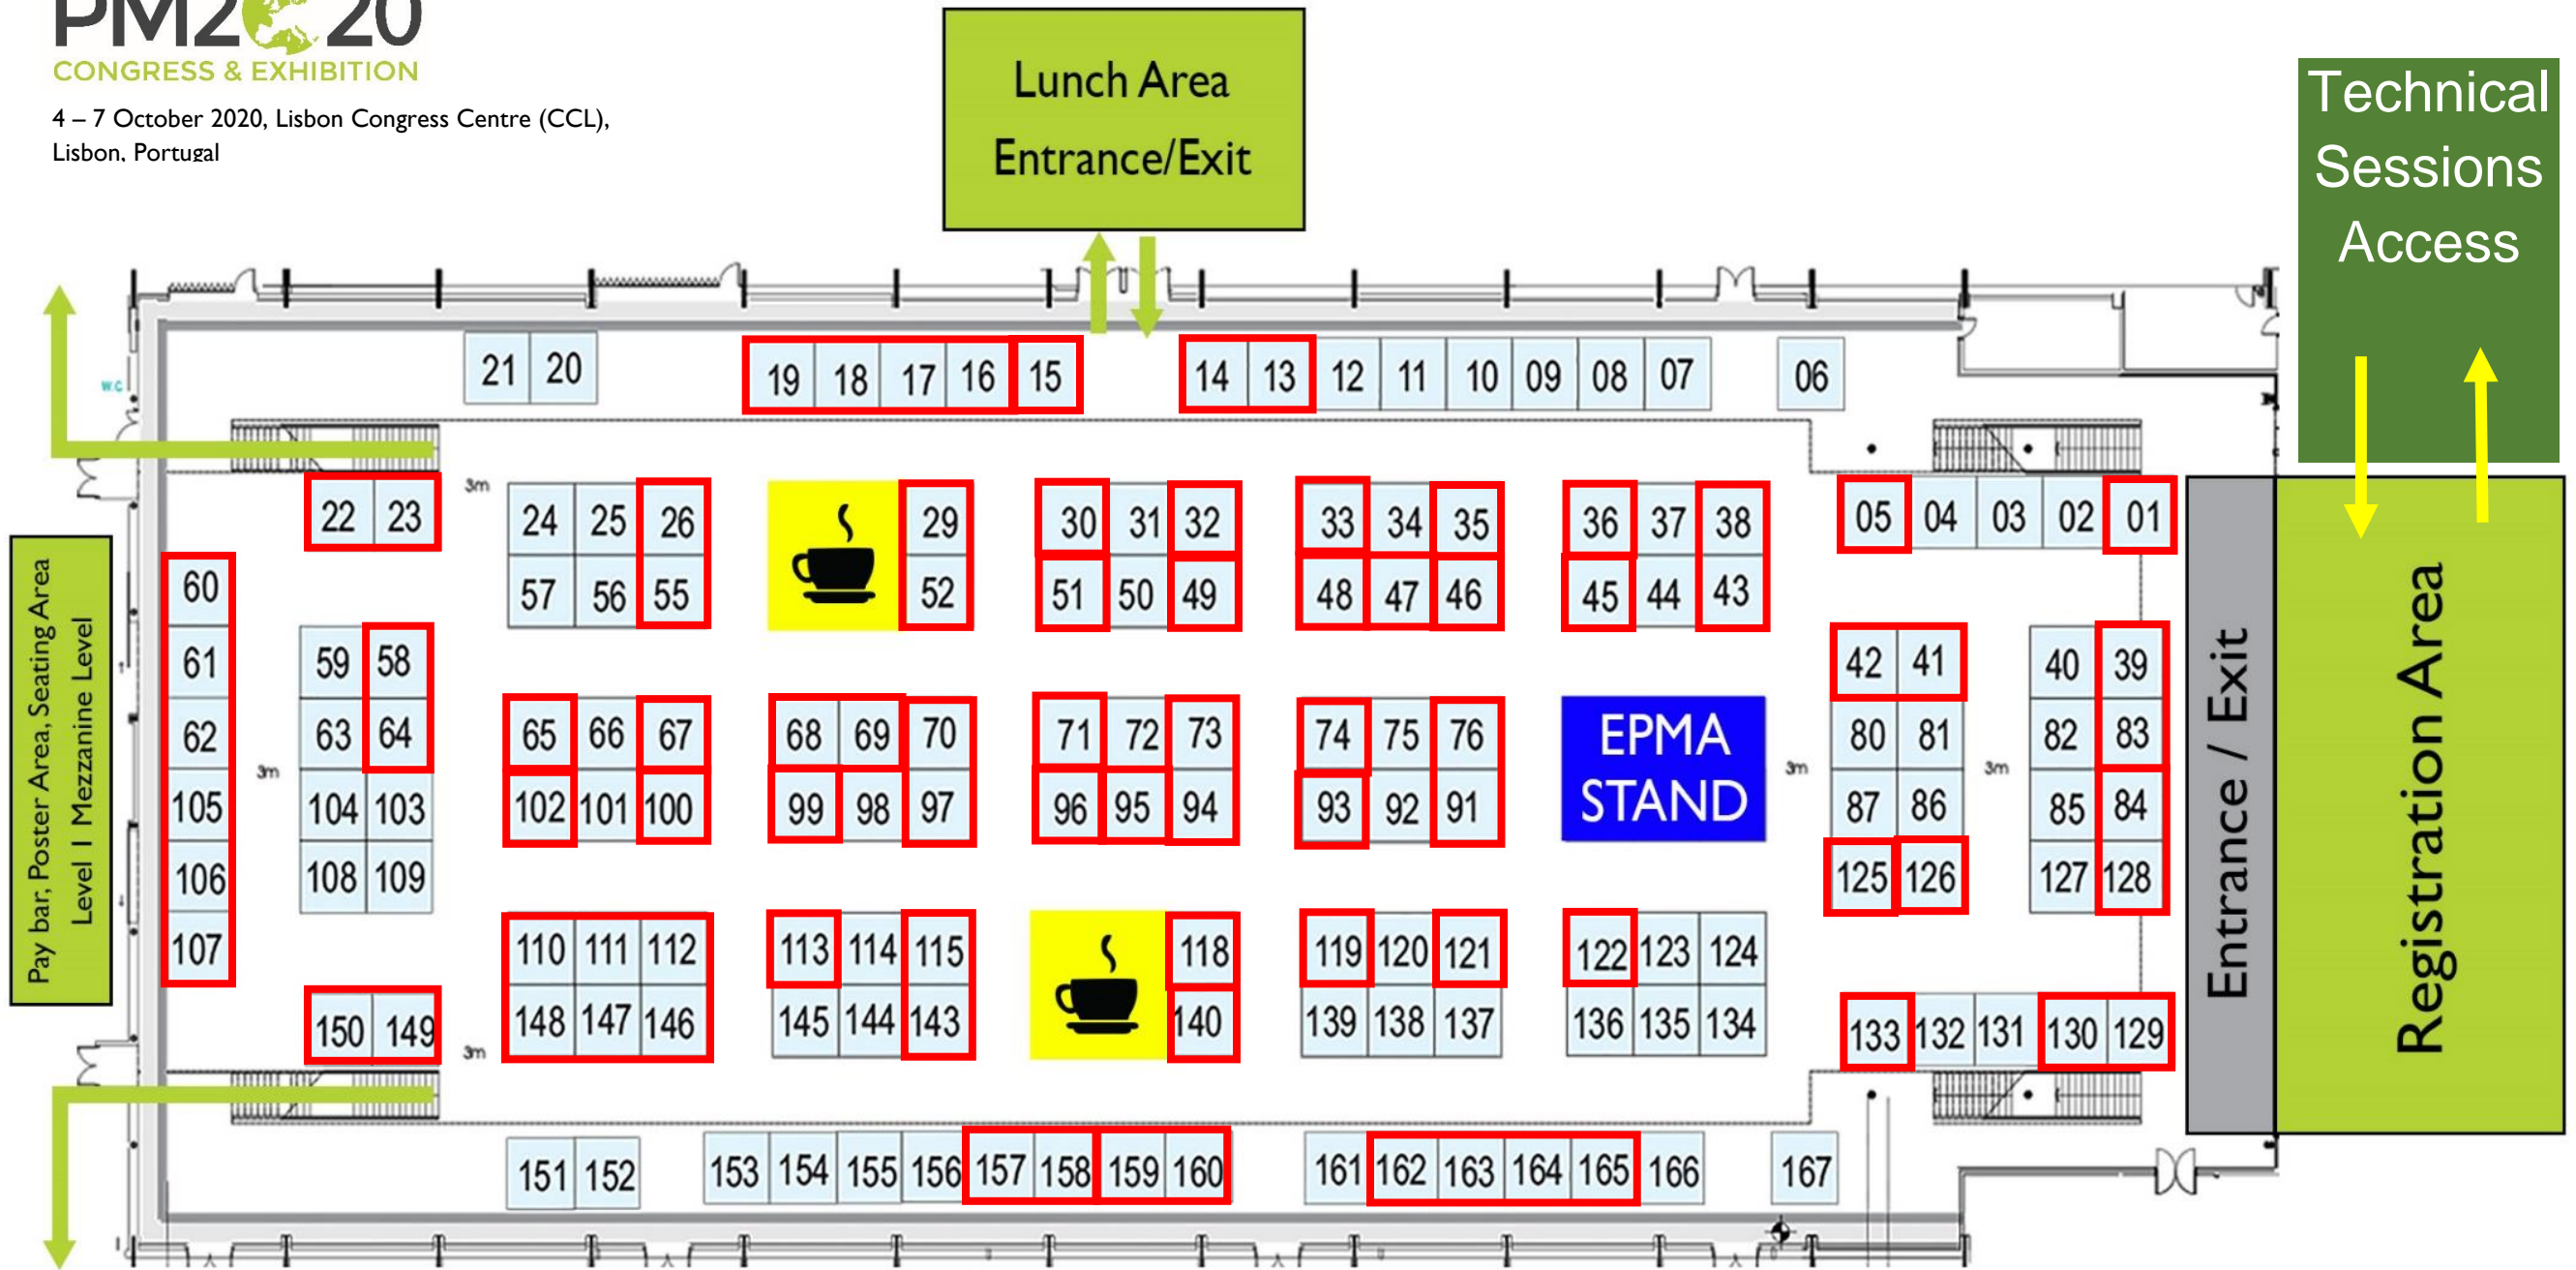 PM2020
CONGRESS & EXHIBITION
4 – 7 October 2020, Lisbon Congress Centre (CCL),
Lisbon, Portugal
Lunch Area
Entrance/Exit
Technical
Sessions
Access
W.C
21 20 19 18 17 16 15 14 13 12 11 10 09 08 07 06
3m
22 23 24 25 26 29 30 31 32 33 34 35 36 37 38 05 04 03 02 01
57 56 55 52 51 50 49 48 47 46 45 44 43
60
61 59 58 42 41 40 39
62 63 64 65 66 67 68 69 70 71 72 73 74 75 76 80 81 82 83
EPMA
STAND
3m 3m 3m
105 104 103 102 101 100 99 98 97 96 95 94 93 92 91 87 86 85 84
106 108 109 125 126 127 128
107 110 111 112 113 114 115 118 119 120 121 122 123 124
150 149 148 147 146 145 144 143 140 139 138 137 136 135 134 133 132 131 130 129
3m
151 152 153 154 155 156 157 158 159 160 161 162 163 164 165 166 167
Pay bar, Poster Area, Seating Area
Level 1 Mezzanine Level
Entrance / Exit
Registration Area